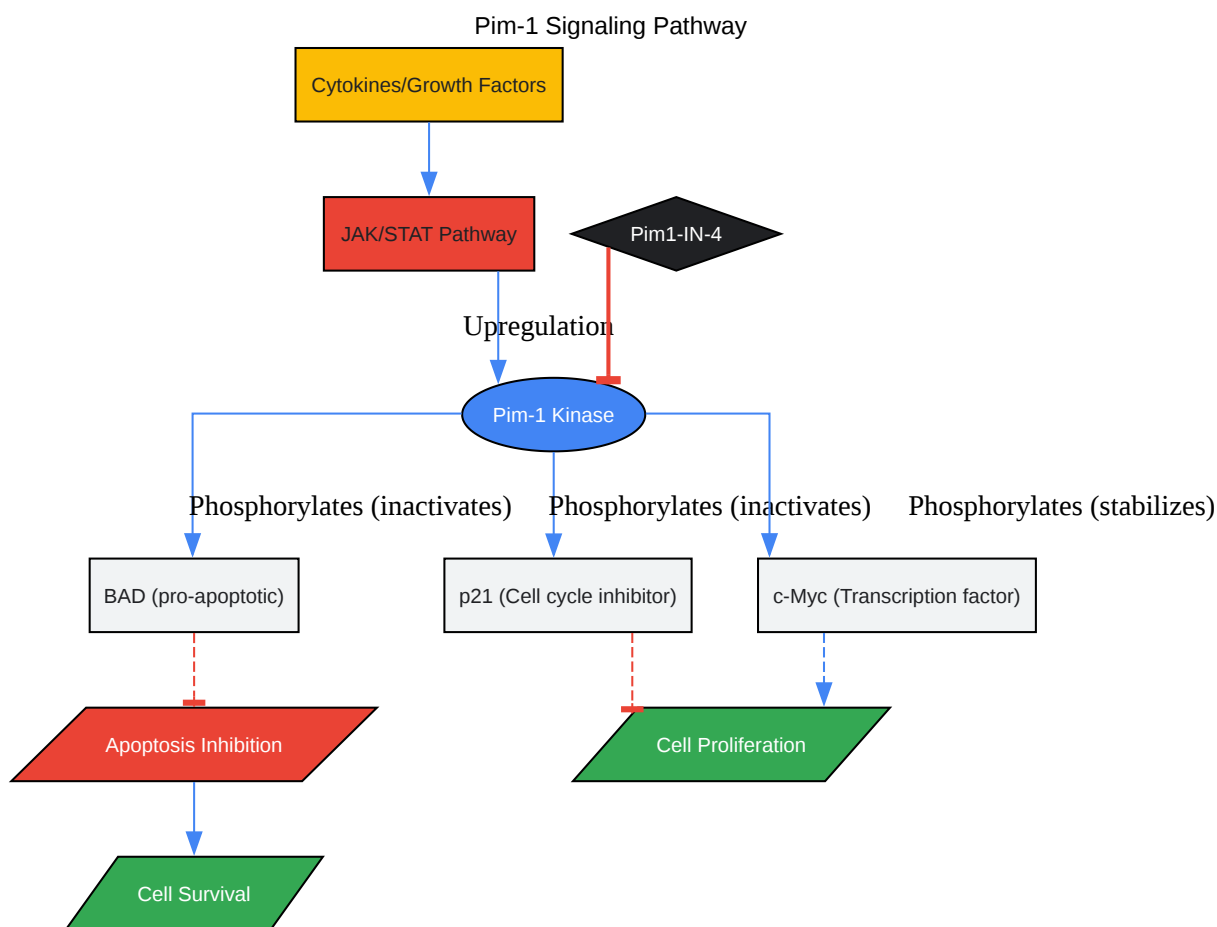 Pim-1 Signaling Pathway
Cytokines/Growth Factors
JAK/STAT Pathway
Pim1-IN-4
Upregulation
Pim-1 Kinase
Phosphorylates (inactivates)
Phosphorylates (inactivates)
Phosphorylates (stabilizes)
BAD (pro-apoptotic)
p21 (Cell cycle inhibitor)
c-Myc (Transcription factor)
Apoptosis Inhibition
Cell Proliferation
Cell Survival